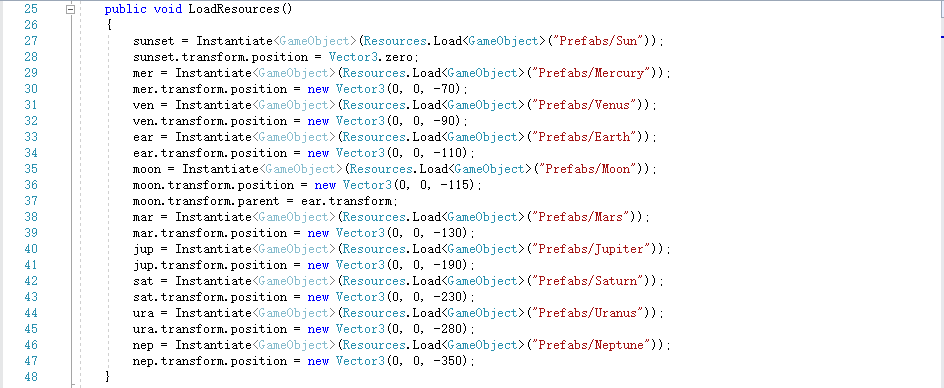 25 public void LoadResources()
26 {
27 sunset = Instantiate<GameObject>(Resources.Load<GameObject>("Prefabs/Sun"));
28 sunset.transform.position = Vector3.zero;
29 mer = Instantiate<GameObject>(Resources.Load<GameObject>("Prefabs/Mercury"));
30 mer.transform.position = new Vector3(0, 0, -70);
31 ven = Instantiate<GameObject>(Resources.Load<GameObject>("Prefabs/Venus"));
32 ven.transform.position = new Vector3(0, 0, -90);
33 ear = Instantiate<GameObject>(Resources.Load<GameObject>("Prefabs/Earth"));
34 ear.transform.position = new Vector3(0, 0, -110);
35 moon = Instantiate<GameObject>(Resources.Load<GameObject>("Prefabs/Moon"));
36 moon.transform.position = new Vector3(0, 0, -115);
37 moon.transform.parent = ear.transform;
38 mar = Instantiate<GameObject>(Resources.Load<GameObject>("Prefabs/Mars"));
39 mar.transform.position = new Vector3(0, 0, -130);
40 jup = Instantiate<GameObject>(Resources.Load<GameObject>("Prefabs/Jupiter"));
41 jup.transform.position = new Vector3(0, 0, -190);
42 sat = Instantiate<GameObject>(Resources.Load<GameObject>("Prefabs/Saturn"));
43 sat.transform.position = new Vector3(0, 0, -230);
44 ura = Instantiate<GameObject>(Resources.Load<GameObject>("Prefabs/Uranus"));
45 ura.transform.position = new Vector3(0, 0, -280);
46 nep = Instantiate<GameObject>(Resources.Load<GameObject>("Prefabs/Neptune"));
47 nep.transform.position = new Vector3(0, 0, -350);
48 }